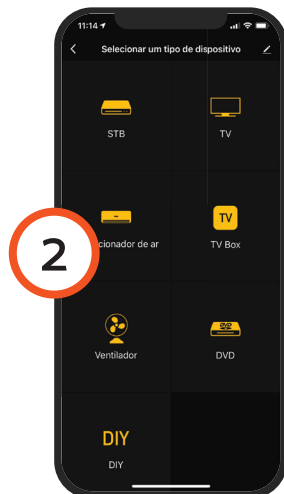 11:14
Selecionar um tipo de dispositivo
STB
TV
2
cionador de ar
TV
TV Box
Ventilador
DVD
DVD
DIY
DIY